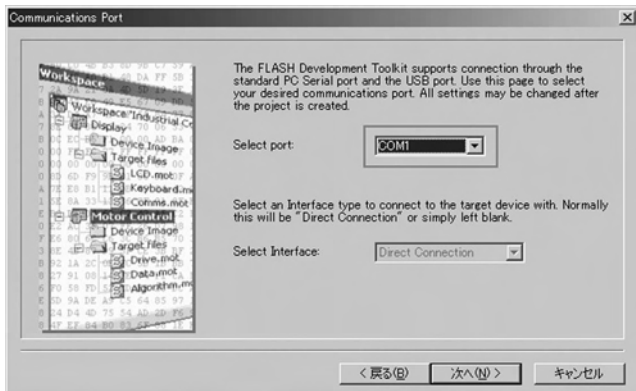 Communications Port
The FLASH Development Toolkit supports connection through the
standard PC Serial port and the USB port. Use this page to select
your desired communications port. All settings may be changed after
the project is created.
Select port:
COM1
Select an Interface type to connect to the target device with. Normally
this will be "Direct Connection" or simply left blank.
Select Interface:
Direct Connection
Workspace
Workspace "Industrial
Display
Device Image
Target files
LCD.mot
Keyboard.m
Comms.mot
Motor Control
Device Image
Target files
Drive.mot
Data.mot
Algorithm.m
< 戻る(B)
次へ(N) >
キャンセル